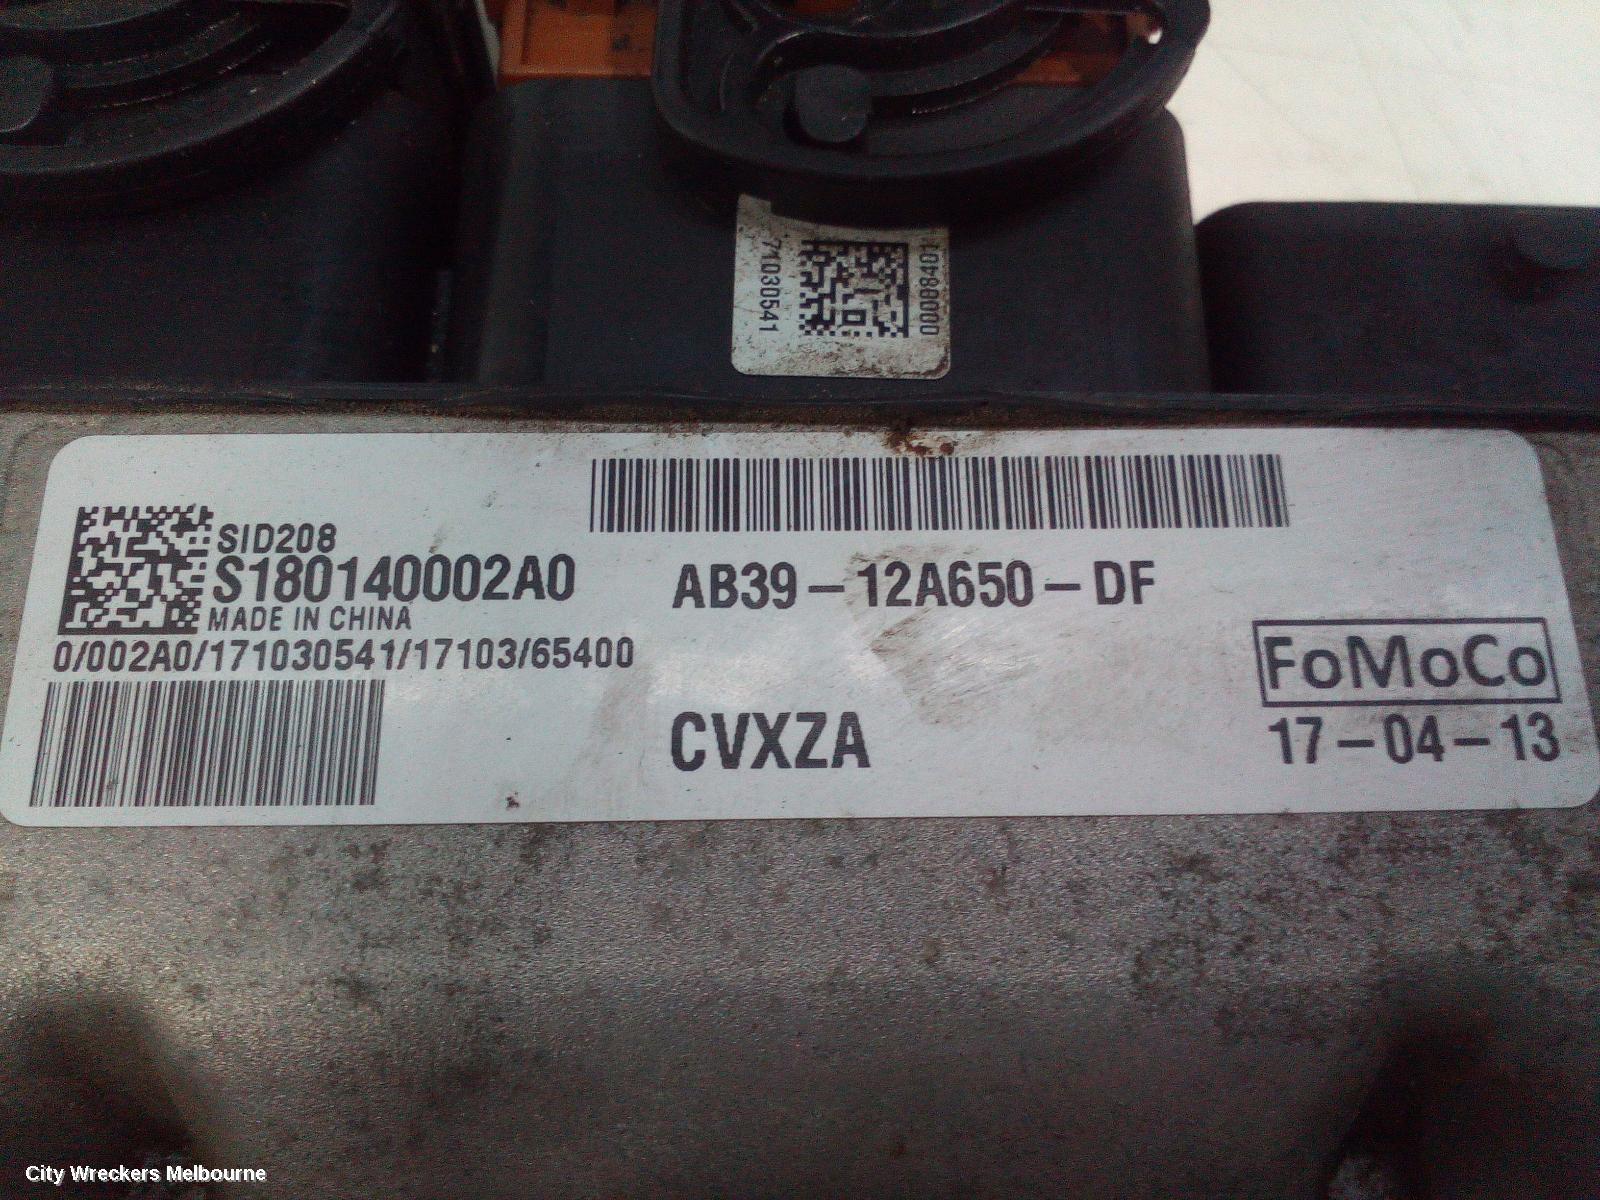 71030541
00008401
SID208
S180140002A0
MADE IN CHINA
0/002A0/171030541/17103/65400
AB39-12A650-DF
CVXZA
FoMoCo
17-04-13
City Wreckers Melbourne